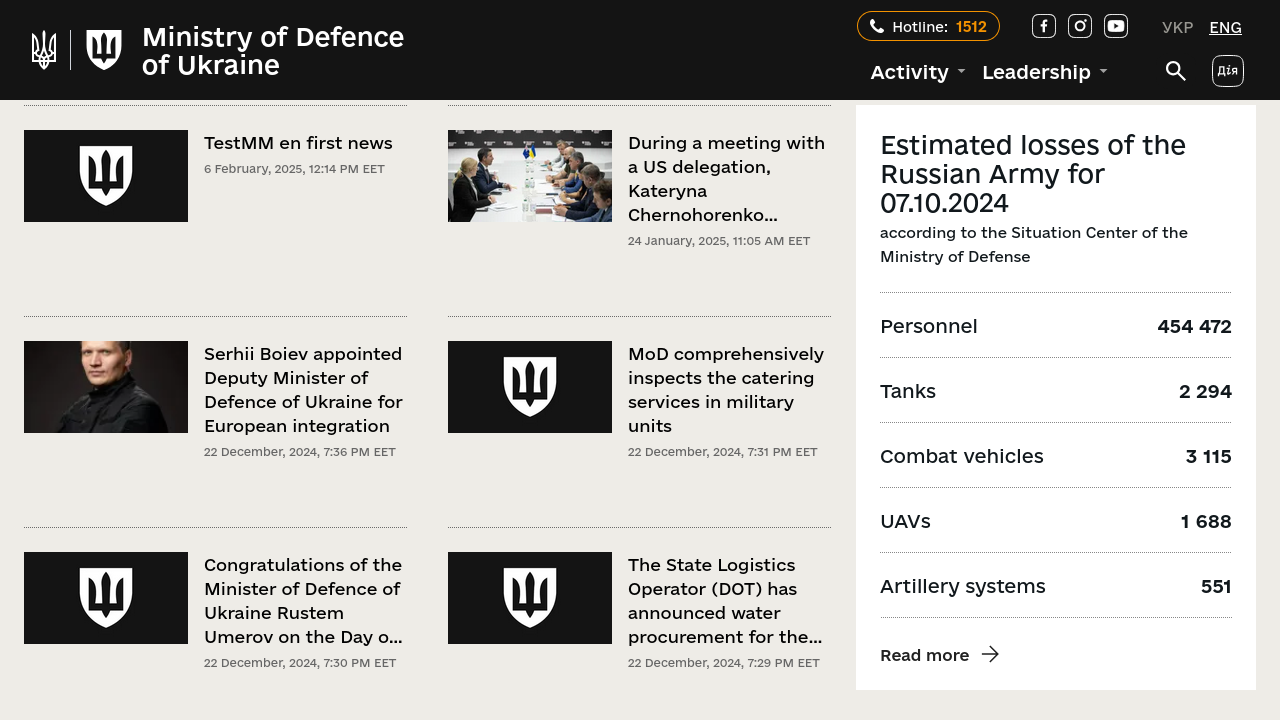 Ministry of Defence
of Ukraine
Hotline: 1512
УКР ENG
Activity
Leadership
Дія
TestMM en first news
6 February, 2025, 12:14 PM EET
During a meeting with
a US delegation,
Kateryna
Chernohorenko...
24 January, 2025, 11:05 AM EET
Serhii Boiev appointed
Deputy Minister of
Defence of Ukraine for
European integration
22 December, 2024, 7:36 PM EET
MoD comprehensively
inspects the catering
services in military
units
22 December, 2024, 7:31 PM EET
Congratulations of the
Minister of Defence of
Ukraine Rustem
Umerov on the Day o...
22 December, 2024, 7:30 PM EET
The State Logistics
Operator (DOT) has
announced water
procurement for the...
22 December, 2024, 7:29 PM EET
Estimated losses of the
Russian Army for
07.10.2024
according to the Situation Center of the
Ministry of Defense
Personnel 454 472
Tanks 2 294
Combat vehicles 3 115
UAVs 1 688
Artillery systems 551
Read more